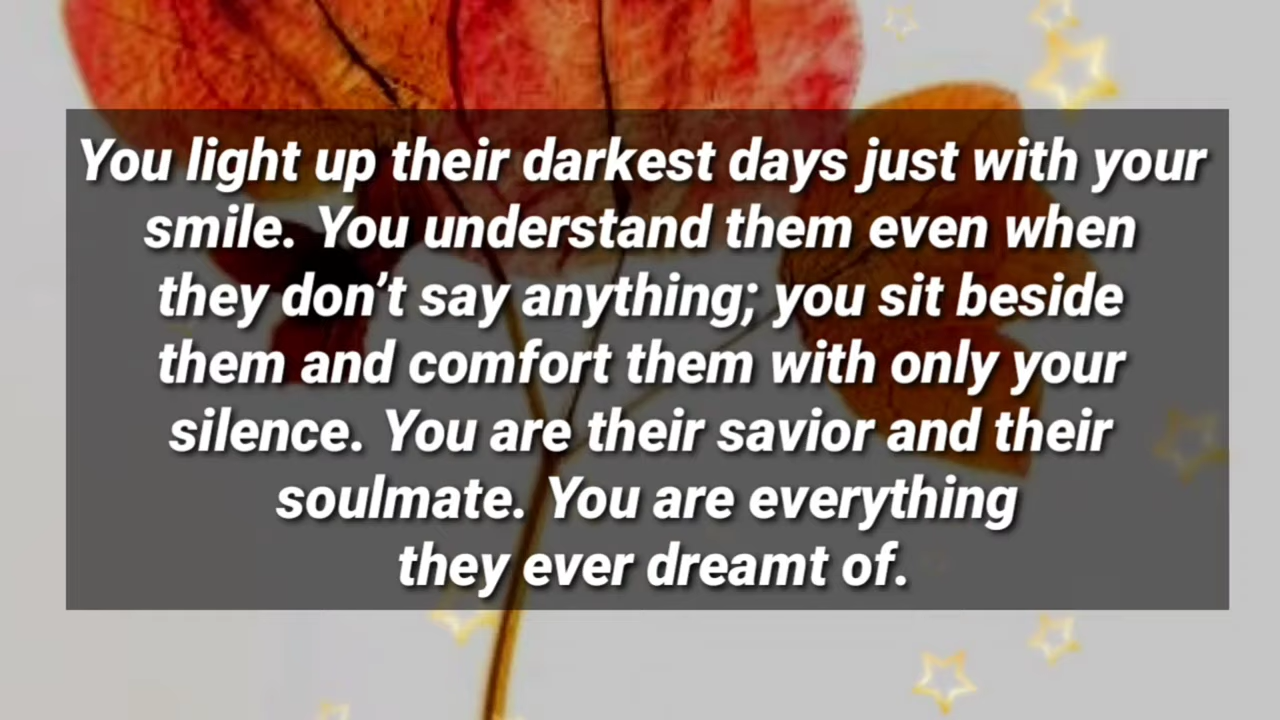 You light up their darkest days just with your
smile. You understand them even when
they don’t say anything; you sit beside
them and comfort them with only your
silence. You are their savior and their
soulmate. You are everything
they ever dreamt of.